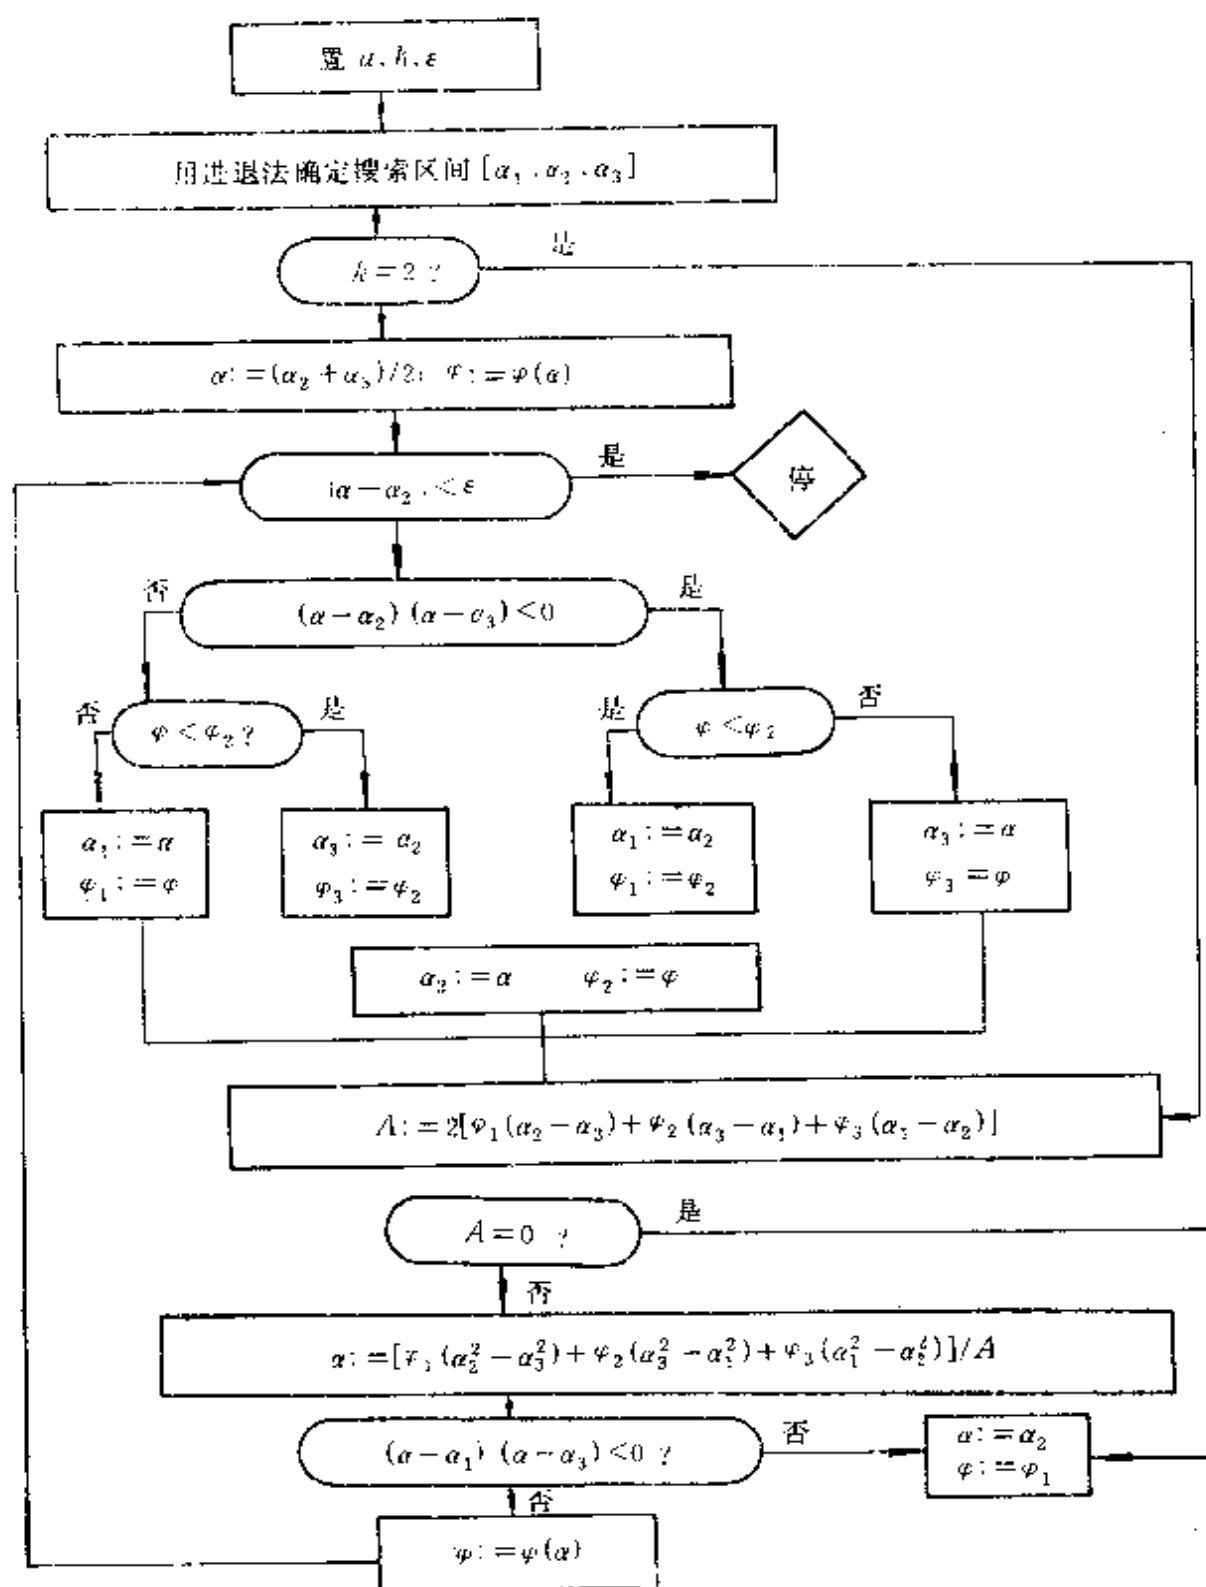 置 α、h、ε
用进退法确定搜索区间[α₁、α₂、α₃]
是
k=2?
α:=(α₂+α₃)/2; φ:=φ(α)
是
|α-α₂|<ε
停
否
是
(α-α₂)(α-α₃)<0
否
是
是
否
φ<φ₂?
φ<φ₂
α₁:=α
φ₁:=φ
α₃:=α₂
φ₃:=φ₂
α₁:=α₂
φ₁:=φ₂
α₃:=α
φ₃=φ
α₂:=α φ₂:=φ
A:=2[φ₁(α₂-α₃)+φ₂(α₃-α₁)+φ₃(α₁-α₂)]
是
A=0 ?
否
α:=[φ₁(α₂²-α₃²)+φ₂(α₃²-α₁²)+φ₃(α₁²-α₂²)]/A
(α-α₁)(α-α₃)<0 ?
否
α:=α₂
φ:=φ₁
否
φ:=φ(α)